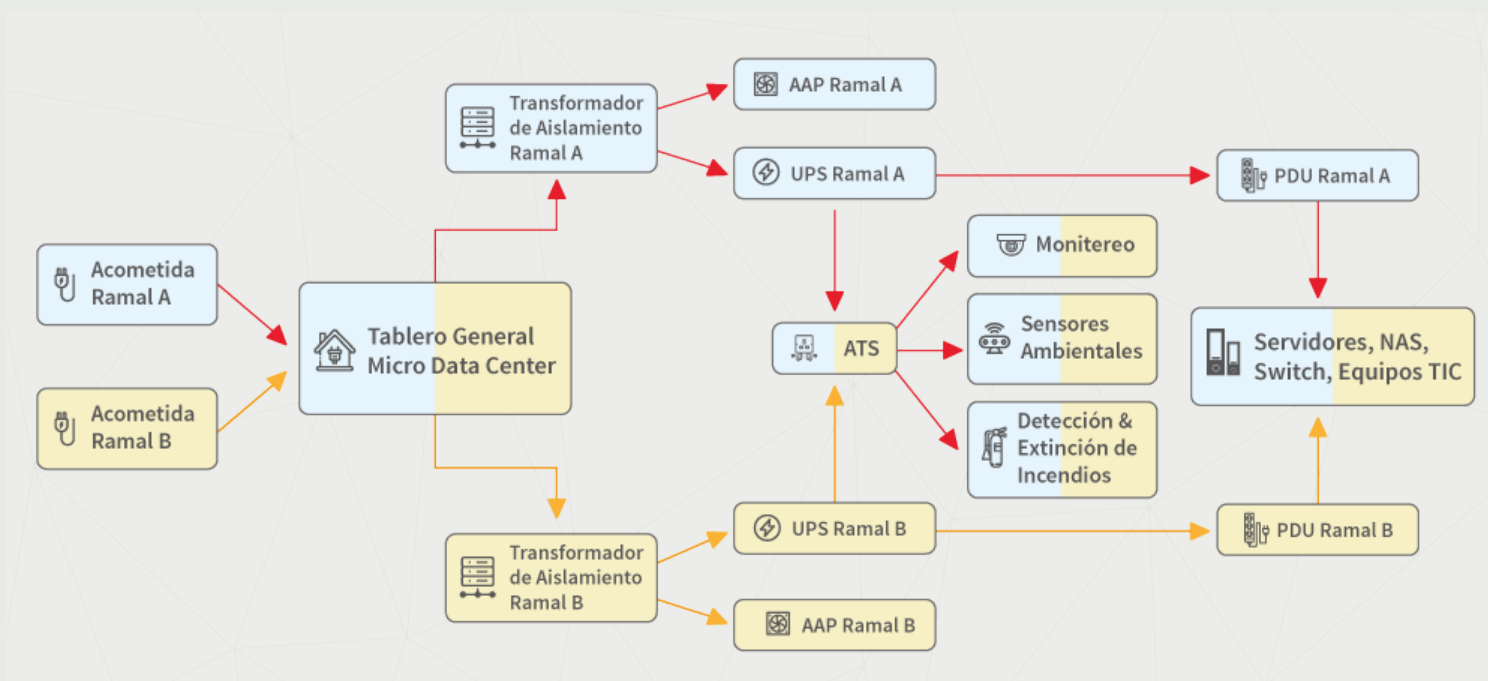 Acometida
Ramal A
Acometida
Ramal B
Tablero General
Micro Data Center
Transformador
de Aislamiento
Ramal A
Transformador
de Aislamiento
Ramal B
AAP Ramal A
UPS Ramal A
ATS
UPS Ramal B
AAP Ramal B
Monitereo
Sensores
Ambientales
Detección &
Extinción de
Incendios
PDU Ramal A
Servidores, NAS,
Switch, Equipos TIC
PDU Ramal B